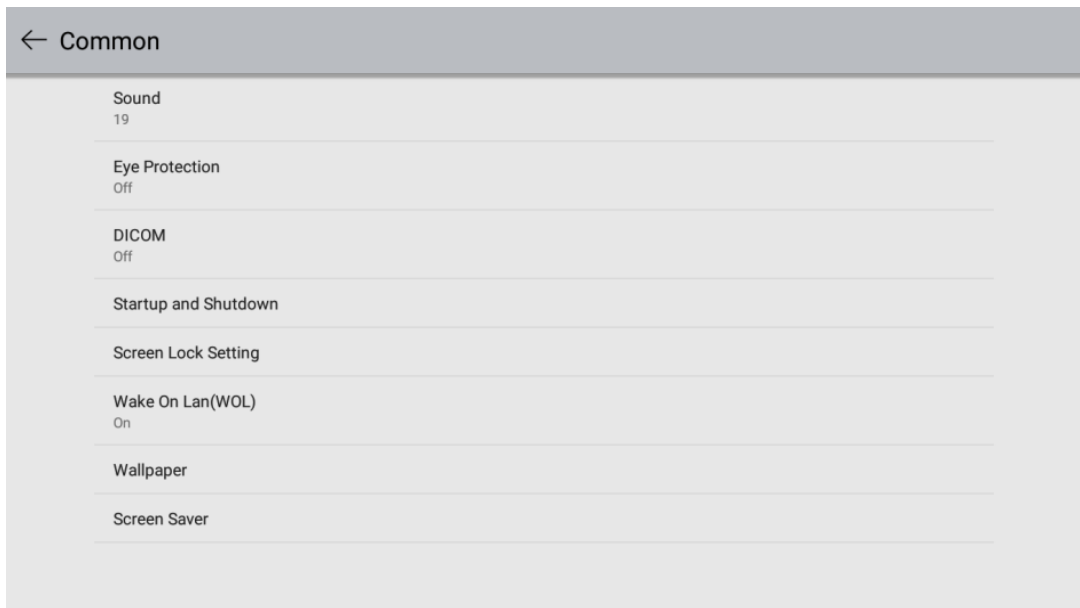 Common
Sound
19
Eye Protection
Off
DICOM
Off
Startup and Shutdown
Screen Lock Setting
Wake On Lan(WOL)
On
Wallpaper
Screen Saver